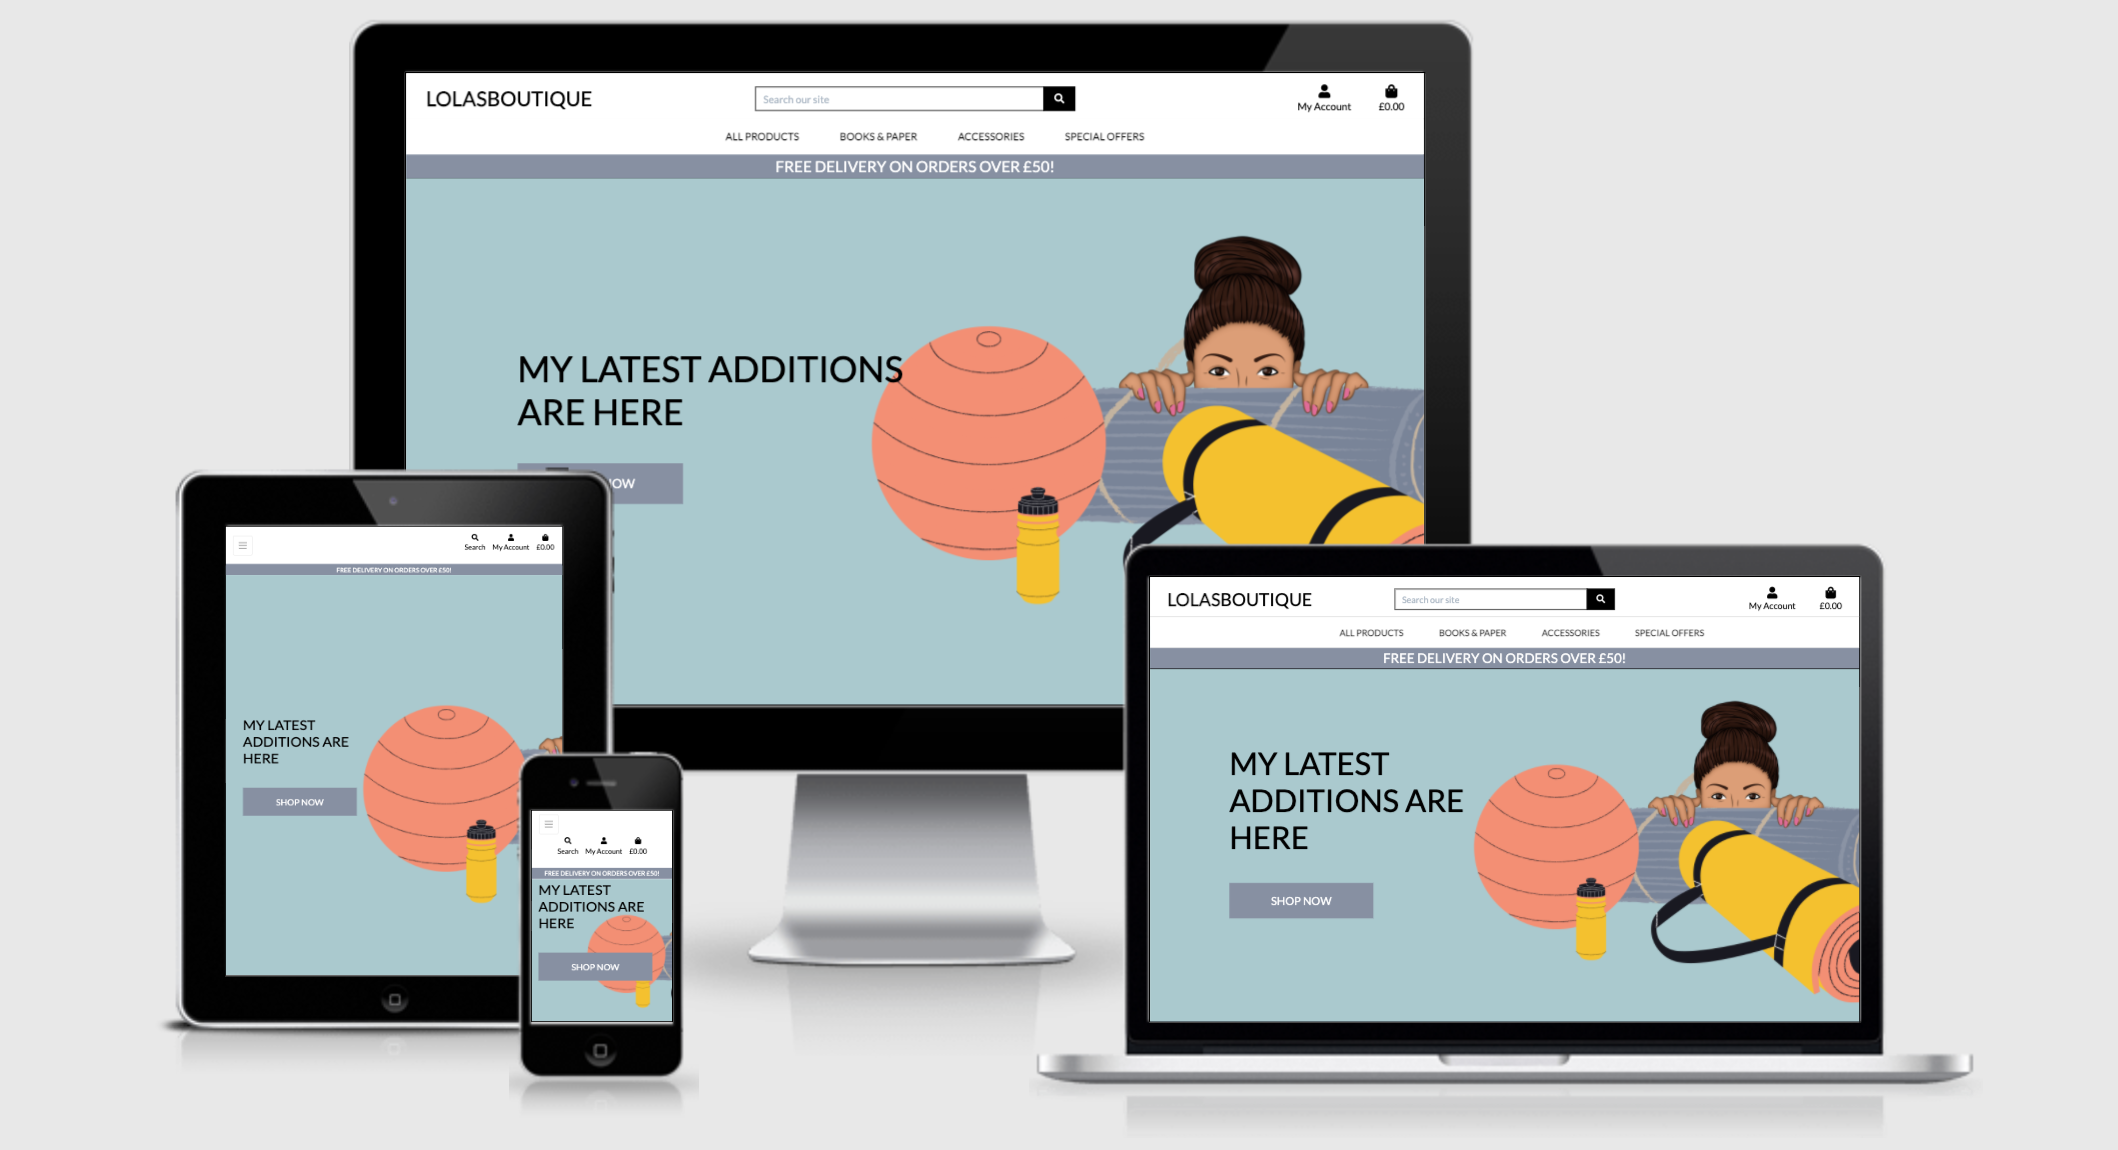 LOLASBOUTIQUE
Search our site
My Account
£0.00
ALL PRODUCTS BOOKS & PAPER ACCESSORIES SPECIAL OFFERS
FREE DELIVERY ON ORDERS OVER £50!
MY LATEST ADDITIONS
ARE HERE
Search My Account £0.00
FREE DELIVERY ON ORDERS OVER £50!
MY LATEST
ADDITIONS ARE
HERE
SHOP NOW
Search My Account £0.00
FREE DELIVERY ON ORDERS OVER £50!
MY LATEST
ADDITIONS ARE
HERE
SHOP NOW
LOLASBOUTIQUE
Search our site
My Account
£0.00
ALL PRODUCTS BOOKS & PAPER ACCESSORIES SPECIAL OFFERS
FREE DELIVERY ON ORDERS OVER £50!
MY LATEST
ADDITIONS ARE
HERE
SHOP NOW